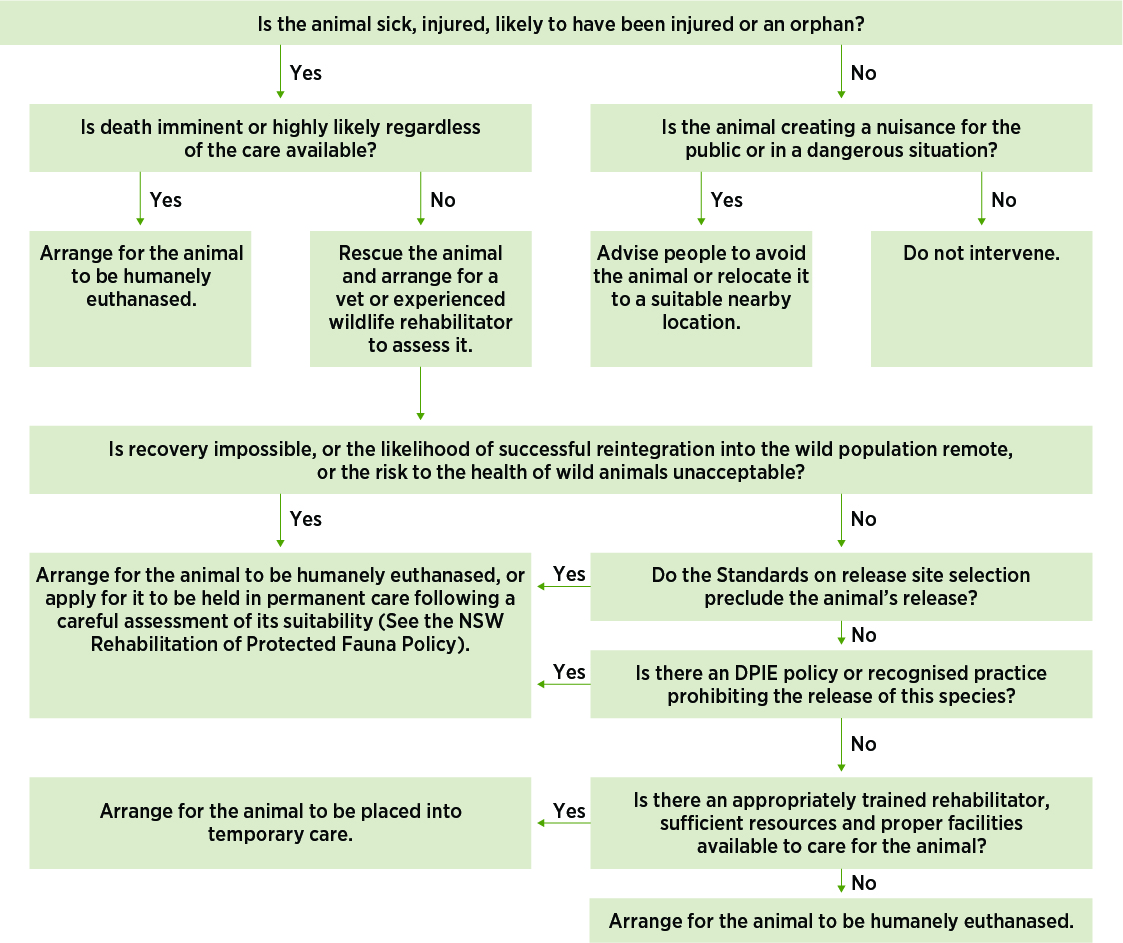 Is the animal sick, injured, likely to have been injured or an orphan?
Yes
No
Is death imminent or highly likely regardless
of the care available?
Is the animal creating a nuisance for the
public or in a dangerous situation?
Yes
No
Yes
No
Arrange for the animal
to be humanely
euthanased.
Rescue the animal
and arrange for a
vet or experienced
wildlife rehabilitator
to assess it.
Advise people to avoid
the animal or relocate it
to a suitable nearby
location.
Do not intervene.
Is recovery impossible, or the likelihood of successful reintegration into the wild population remote,
or the risk to the health of wild animals unacceptable?
Yes
No
Arrange for the animal to be humanely euthanased, or
apply for it to be held in permanent care following a
careful assessment of its suitability (See the NSW
Rehabilitation of Protected Fauna Policy).
Yes
Do the Standards on release site selection
preclude the animal's release?
No
Yes
Is there an DPIE policy or recognised practice
prohibiting the release of this species?
No
Arrange for the animal to be placed into
temporary care.
Yes
Is there an appropriately trained rehabilitator,
sufficient resources and proper facilities
available to care for the animal?
No
Arrange for the animal to be humanely euthanased.